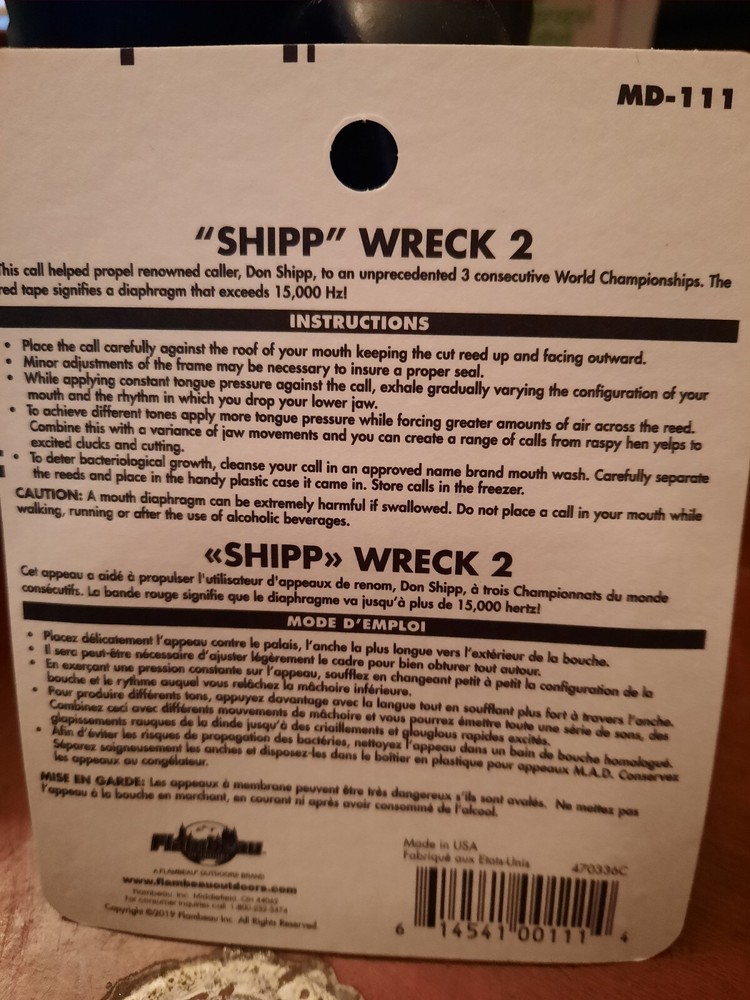 MD-111
"SHIPP" WRECK 2
This call helped propel renowned caller, Don Shipp, to an unprecedented 3 consecutive World Championships. The
red tape signifies a diaphragm that exceeds 15,000 Hz!
INSTRUCTIONS
• Place the call carefully against the roof of your mouth keeping the cut reed up and facing outward.
• Minor adjustments of the frame may be necessary to insure a proper seal.
• While applying constant tongue pressure against the call, exhale gradually varying the configuration of your
mouth and the rhythm in which you drop your lower jaw.
• To achieve different tones apply more tongue pressure while forcing greater amounts of air across the reed.
Combine this with a variance of jaw movements and you can create a range of calls from raspy hen yelps to
excited clucks and cutting.
• To deter bacteriological growth, cleanse your call in an approved name brand mouth wash. Carefully separate
the reeds and place in the handy plastic case it came in. Store calls in the freezer.
CAUTION: A mouth diaphragm can be extremely harmful if swallowed. Do not place a call in your mouth while
walking, running or after the use of alcoholic beverages.
«SHIPP» WRECK 2
Cet appeau a aidé à propulser l'utilisateur d'appeaux de renom, Don Shipp, à trois Championnats du monde
consécutifs. La bande rouge signifie que le diaphragme va jusqu'à plus de 15,000 hertz!
MODE D'EMPLOI
• Placez délicatement l'appeau contre le palais, l'anche la plus longue vers l'extérieur de la bouche.
• Il sera peut-être nécessaire d'ajuster légèrement le cadre pour bien obturer tout autour.
• En exerçant une pression constante sur l'appeau, soufflez en changeant petit à petit la configuration de la
bouche et le rythme auquel vous relâchez la mâchoire inférieure.
• Pour produire différents tons, appuyez davantage avec la langue tout en soufflant plus fort à travers l'anche.
Combinez ceci avec différents mouvements de mâchoire et vous pourrez émettre toute une série de sons, des
glapissements rauques de la dinde jusqu'à des criaillements et glouglous rapides excités.
• Afin d'éviter les risques de propagation des bactéries, nettoyez l'appeau dans un bain de bouche homologué.
Séparez soigneusement les anches et disposez-les dans le boîtier en plastique pour appeaux M.A.D. Conservez
les appeaux au congélateur.
MISE EN GARDE: Les appeaux à membrane peuvent être très dangereux s'ils sont avalés. Ne mettez pas
l'appeau à la bouche en marchant, en courant ni après avoir consommé de l'alcool.
Flambeau
A FLAMBEAU OUTDOORS BRAND
www.flambeauoutdoors.com
Flambeau Inc. Middlefield, OH 44062
For consumer inquiries call: 1-800-232-3474
Copyright ©2019 Flambeau Inc. All Rights Reserved.
Made in USA
Fabriqué aux Etats-Unis
470336C
6 14541 00111 4